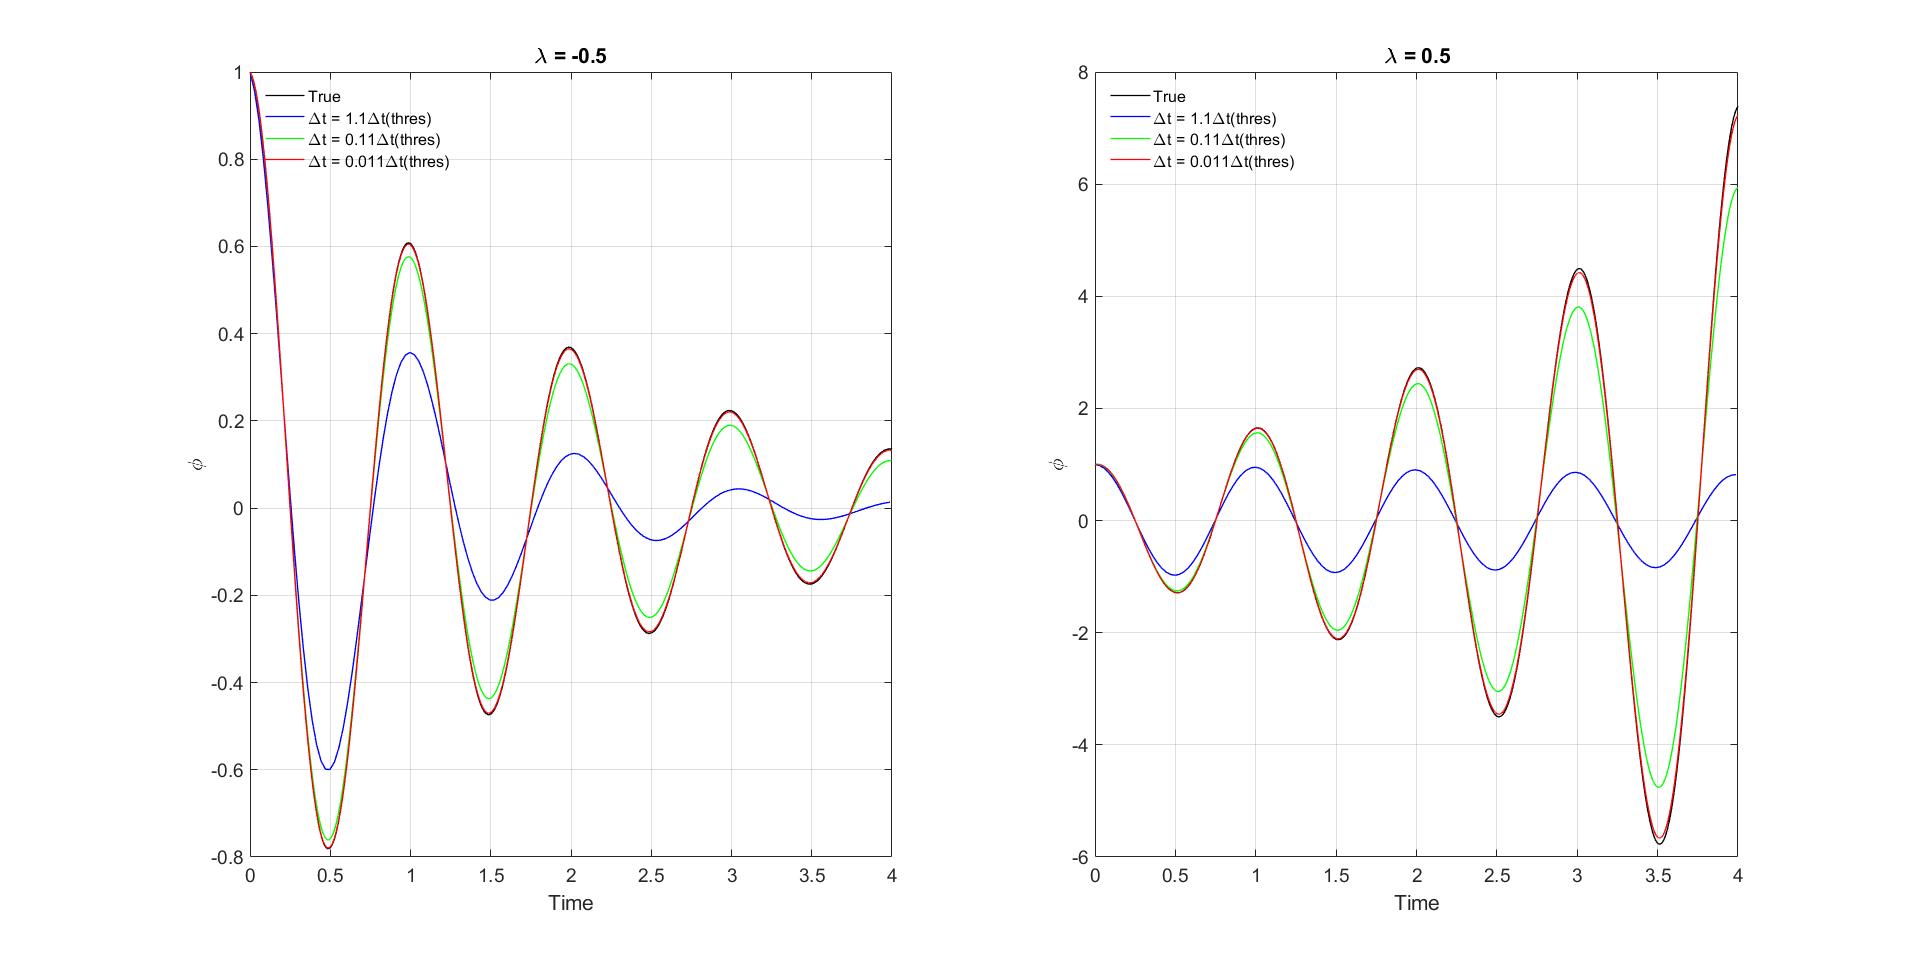 λ = -0.5
1
0.8
0.6
0.4
0.2
0
-0.2
-0.4
-0.6
-0.8
ϕ
True
Δt = 1.1Δt(thres)
Δt = 0.11Δt(thres)
Δt = 0.011Δt(thres)
0 0.5 1 1.5 2 2.5 3 3.5 4
Time
λ = 0.5
8
6
4
2
0
-2
-4
-6
ϕ
True
Δt = 1.1Δt(thres)
Δt = 0.11Δt(thres)
Δt = 0.011Δt(thres)
0 0.5 1 1.5 2 2.5 3 3.5 4
Time